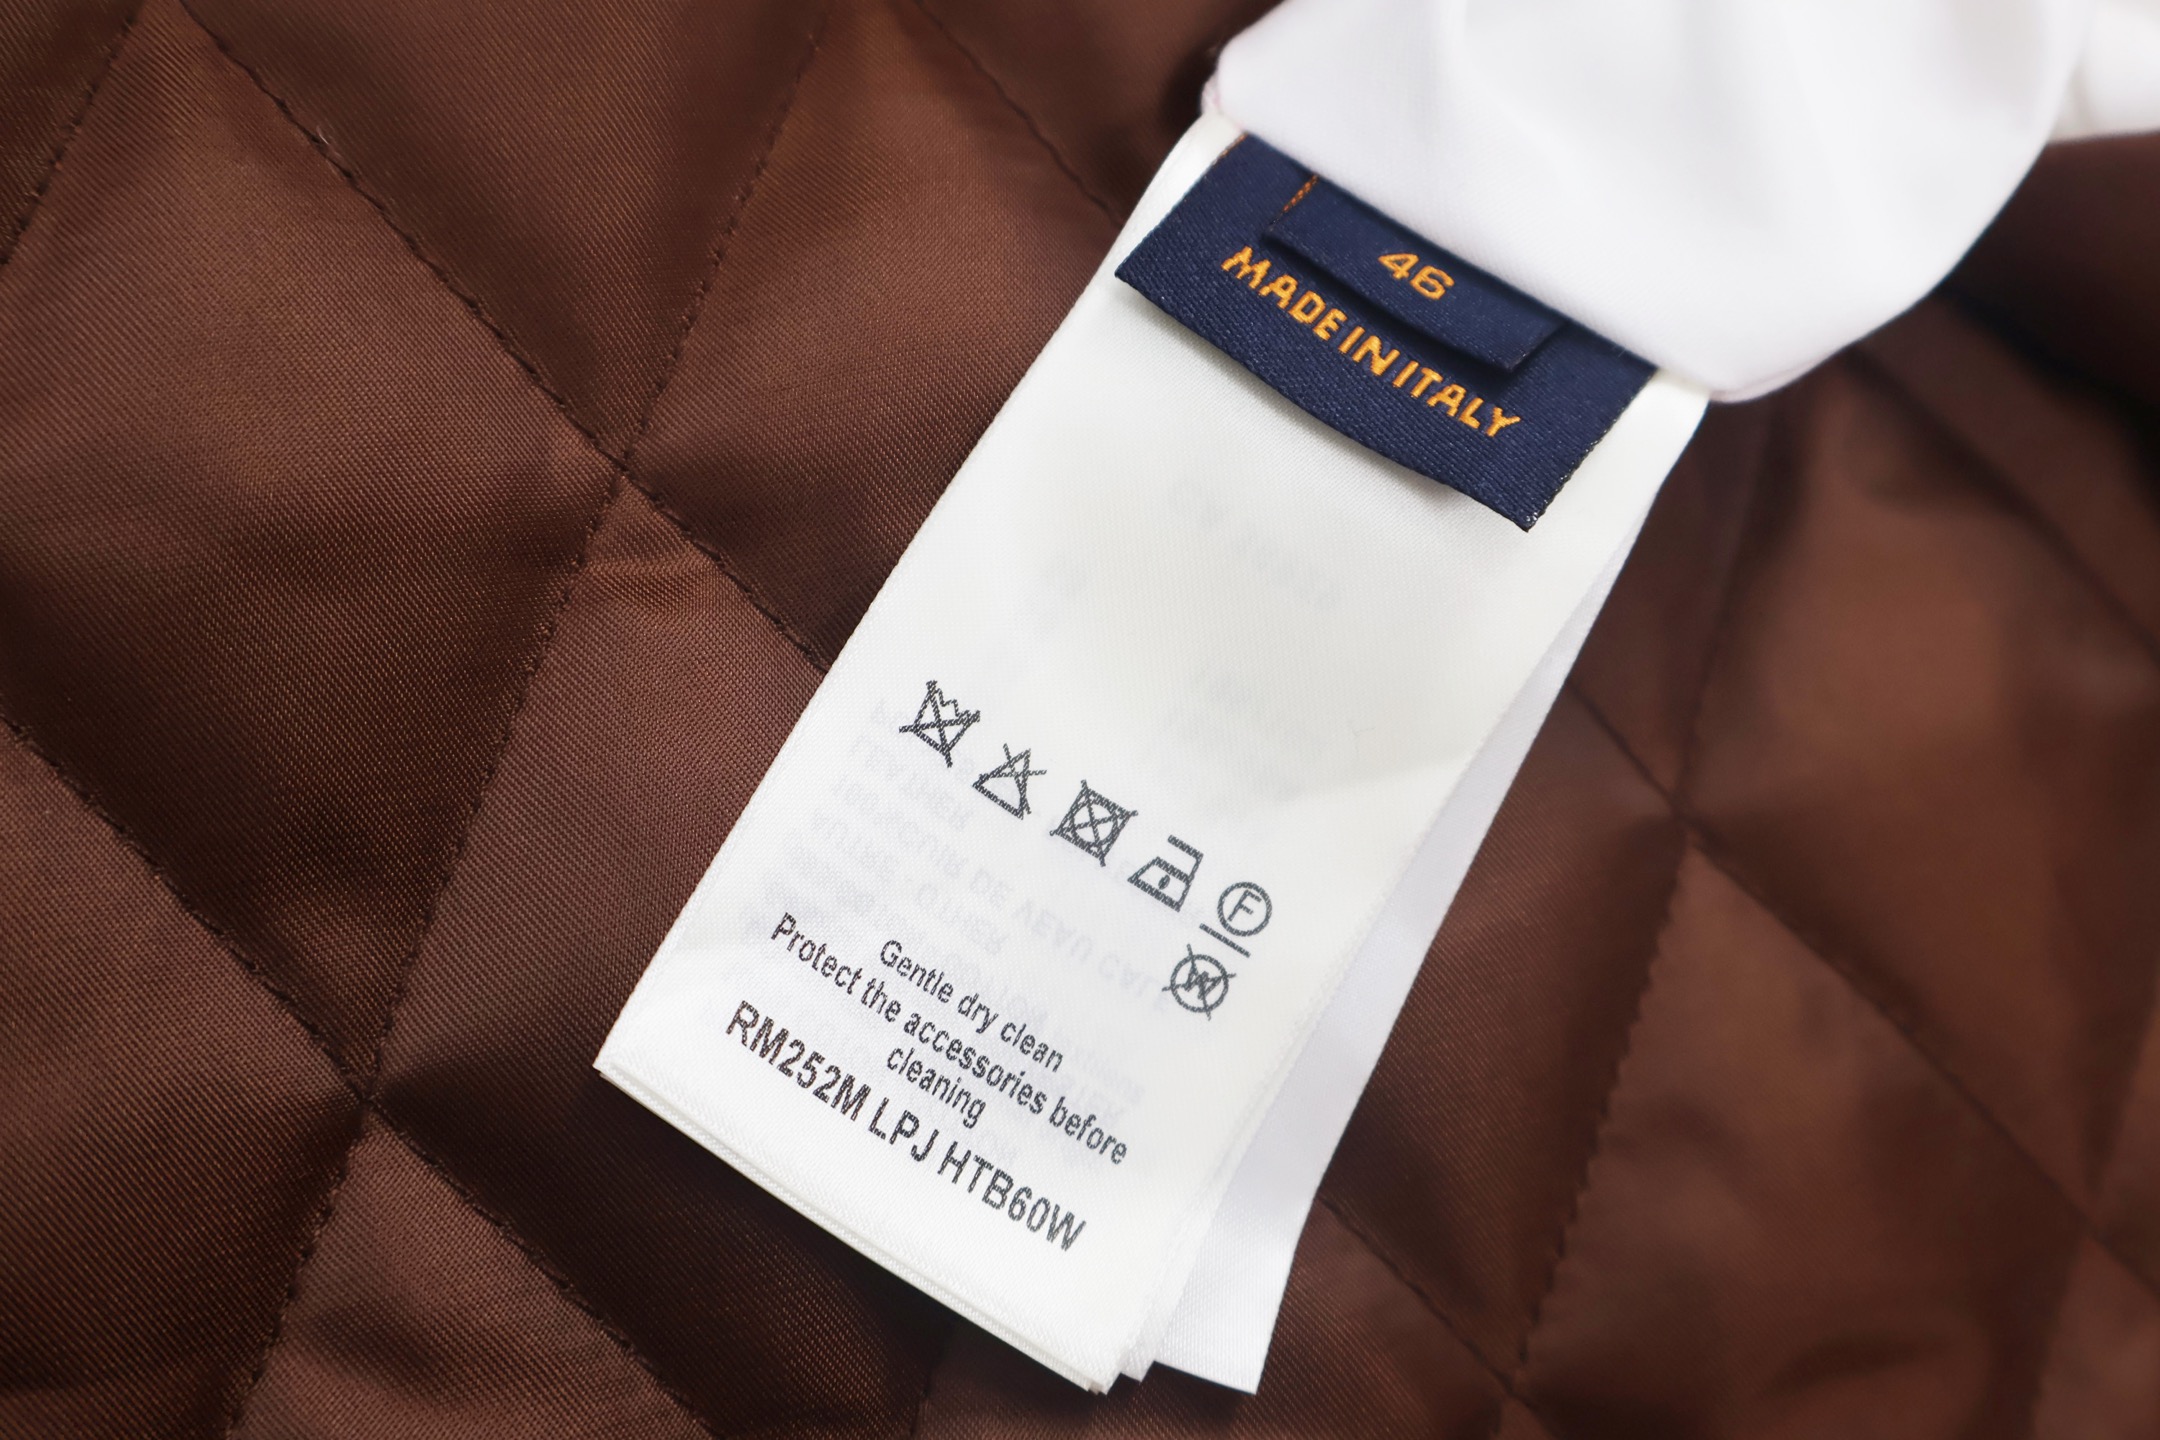 46
MADE IN ITALY
F
W
Gentle dry clean
Protect the accessories before
cleaning
RM252M LPJ HTB60W